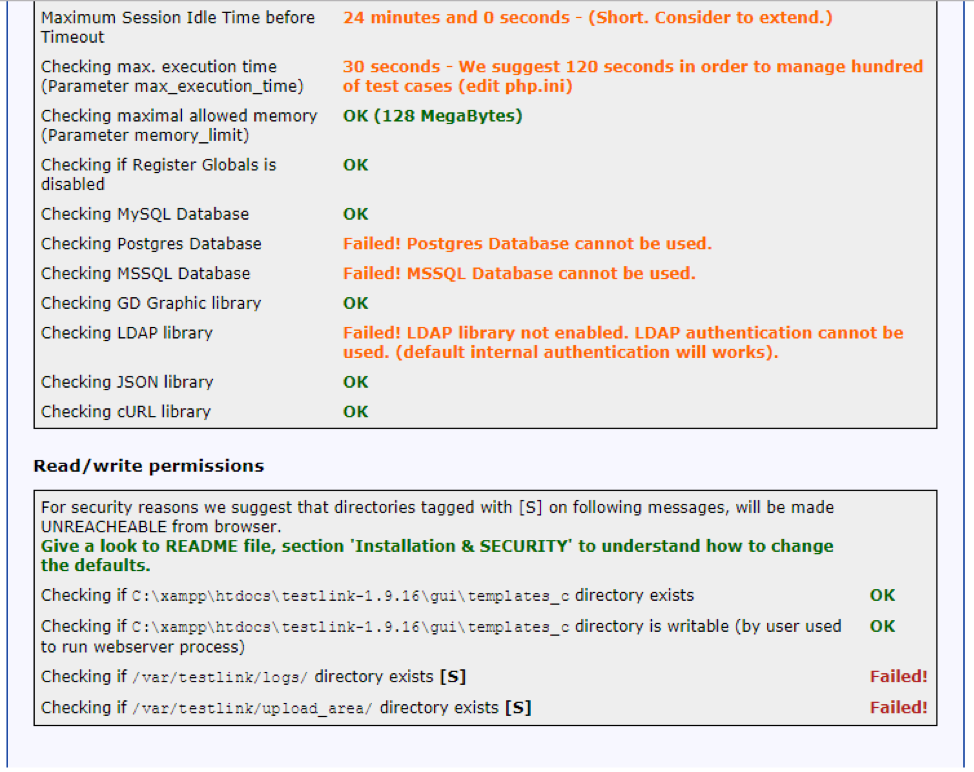 Maximum Session Idle Time before 24 minutes and 0 seconds - (Short. Consider to extend.)
Timeout
Checking max. execution time 30 seconds - We suggest 120 seconds in order to manage hundred
(Parameter max_execution_time) of test cases (edit php.ini)
Checking maximal allowed memory OK (128 MegaBytes)
(Parameter memory_limit)
Checking if Register Globals is OK
disabled
Checking MySQL Database OK
Checking Postgres Database Failed! Postgres Database cannot be used.
Checking MSSQL Database Failed! MSSQL Database cannot be used.
Checking GD Graphic library OK
Checking LDAP library Failed! LDAP library not enabled. LDAP authentication cannot be
used. (default internal authentication will works).
Checking JSON library OK
Checking cURL library OK
Read/write permissions
For security reasons we suggest that directories tagged with [S] on following messages, will be made
UNREACHEABLE from browser.
Give a look to README file, section 'Installation & SECURITY' to understand how to change
the defaults.
Checking if C:\xampp\htdocs\testlink-1.9.16\gui\templates_c directory exists OK
Checking if C:\xampp\htdocs\testlink-1.9.16\gui\templates_c directory is writable (by user used OK
to run webserver process)
Checking if /var/testlink/logs/ directory exists [S] Failed!
Checking if /var/testlink/upload_area/ directory exists [S] Failed!